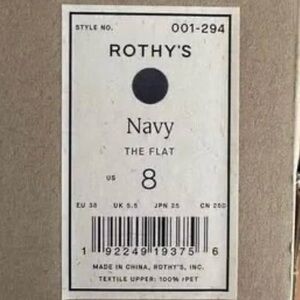 STYLE NO. 001-294
ROTHY'S
Navy
THE FLAT
US 8
EU 38 UK 5.5 JPN 25 CN 250
1 92249 19375 6
MADE IN CHINA, ROTHY'S, INC.
TEXTILE UPPER: 100% rPET